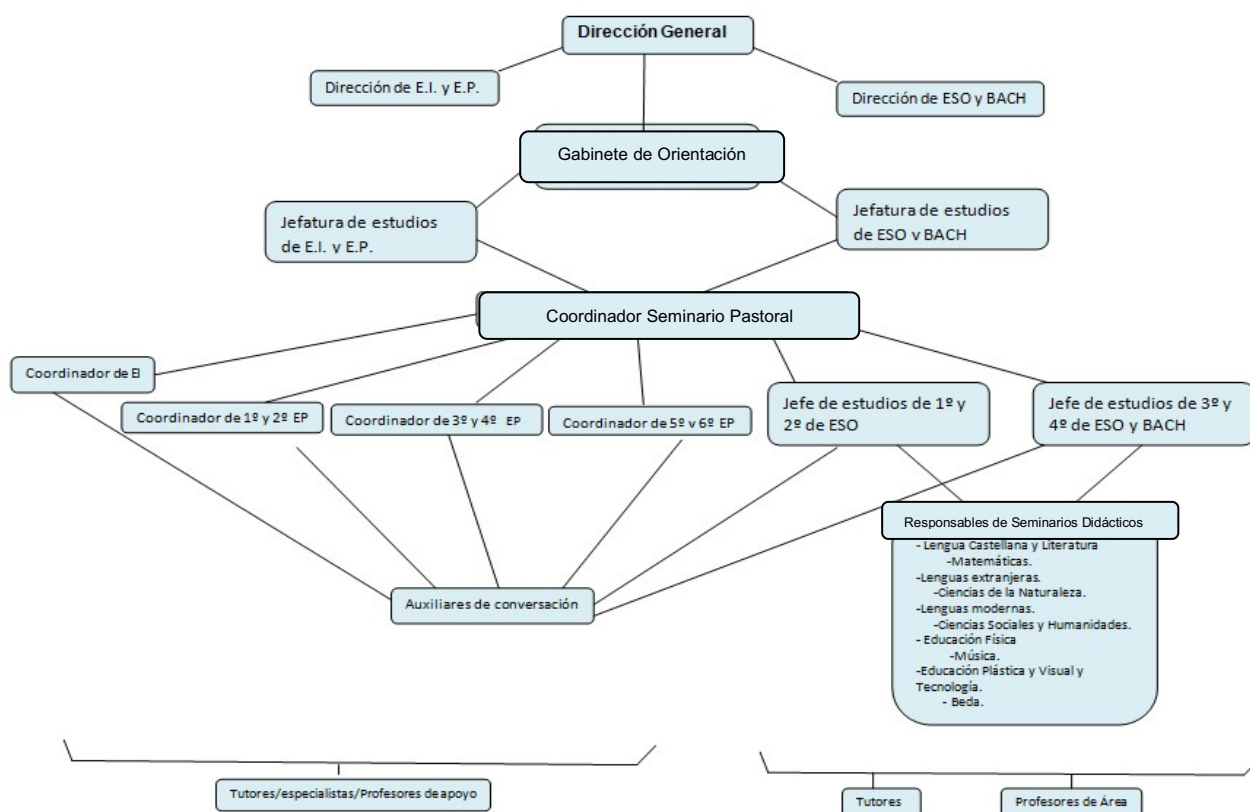 Dirección General
Dirección de E.I. y E.P.
Dirección de ESO y BACH
Gabinete de Orientación
Jefatura de estudios
de E.I. y E.P.
Jefatura de estudios
de ESO y BACH
Coordinador Seminario Pastoral
Coordinador de EI
Coordinador de 1º y 2º EP
Coordinador de 3º y 4º EP
Coordinador de 5º y 6º EP
Jefe de estudios de 1º y
2º de ESO
Jefe de estudios de 3º y
4º de ESO y BACH
Responsables de Seminarios Didácticos
- Lengua Castellana y Literatura
-Matemáticas.
-Lenguas extranjeras.
-Ciencias de la Naturaleza.
-Lenguas modernas.
-Ciencias Sociales y Humanidades.
- Educación Física
-Música.
-Educación Plástica y Visual y
Tecnología.
- Beda.
Auxiliares de conversación
Tutores/especialistas/Profesores de apoyo
Tutores
Profesores de Área